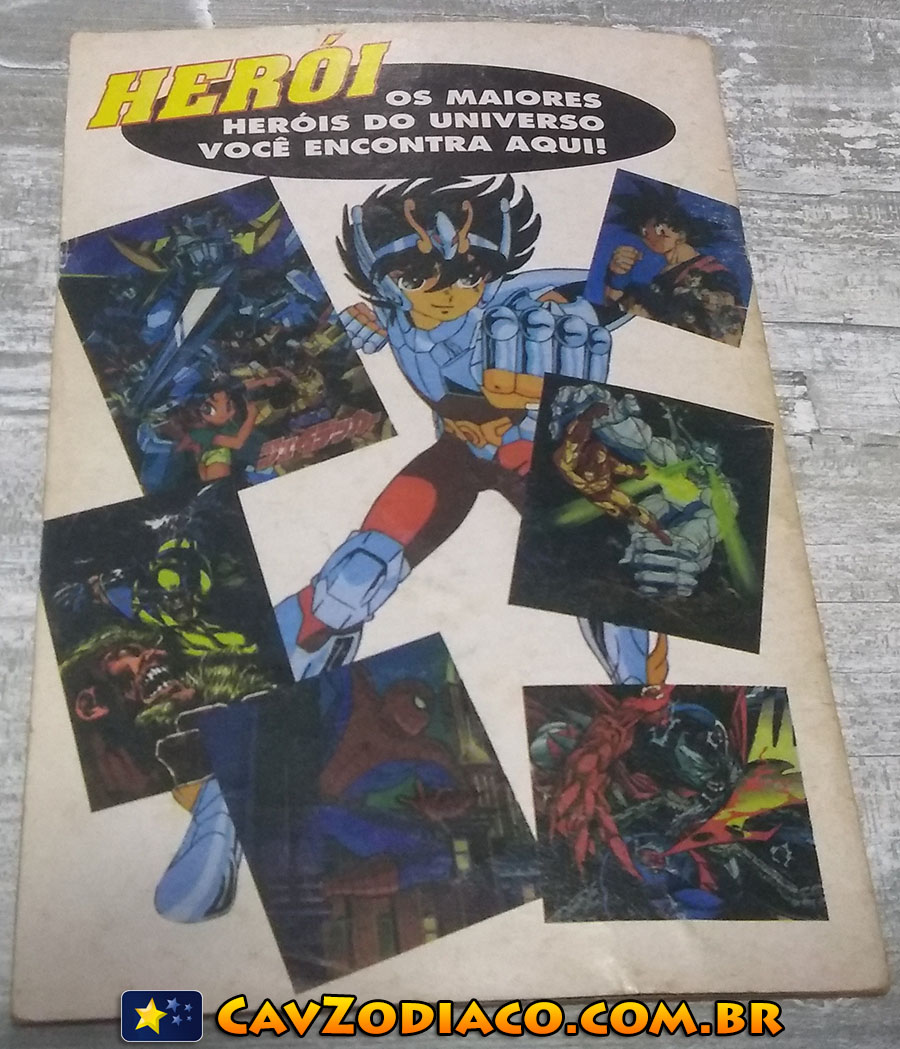 HERÓI
OS MAIORES
HERÓIS DO UNIVERSO
VOCÊ ENCONTRA AQUI!
CAVZODIACO.COM.BR